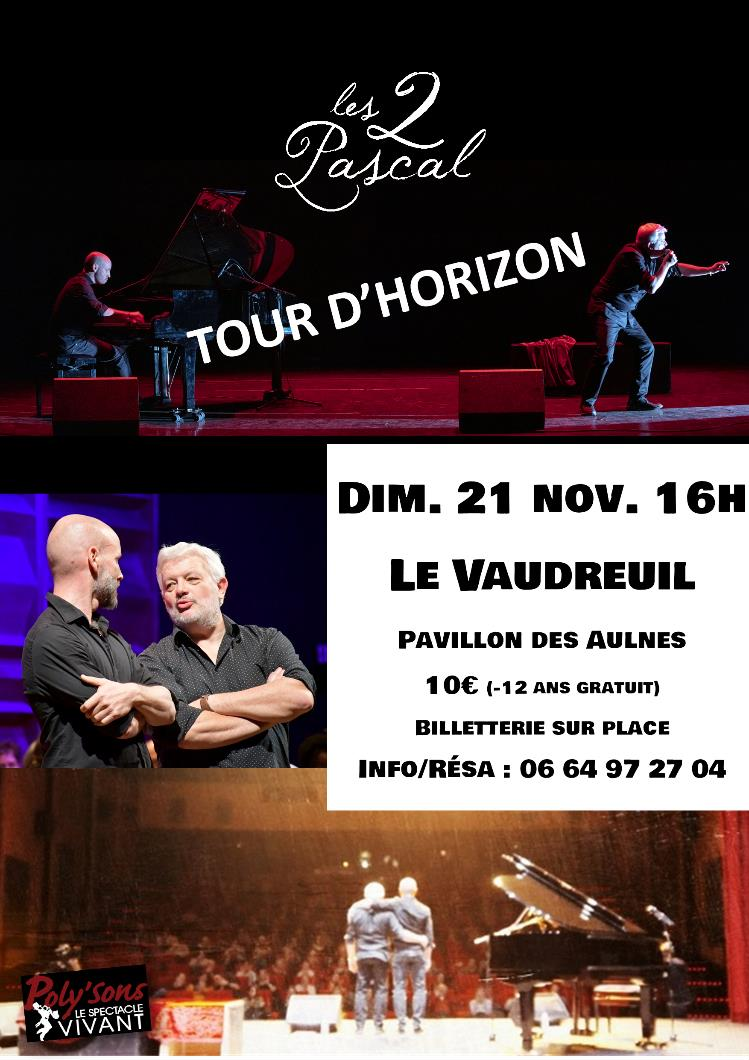 les 2
Pascal
TOUR D'HORIZON
DIM. 21 NOV. 16H
LE VAUDREUIL
PAVILLON DES AULNES
10€ (-12 ANS GRATUIT)
BILLETTERIE SUR PLACE
INFO/RÉSA : 06 64 97 27 04
Poly'Sons
LE SPECTACLE
VIVANT